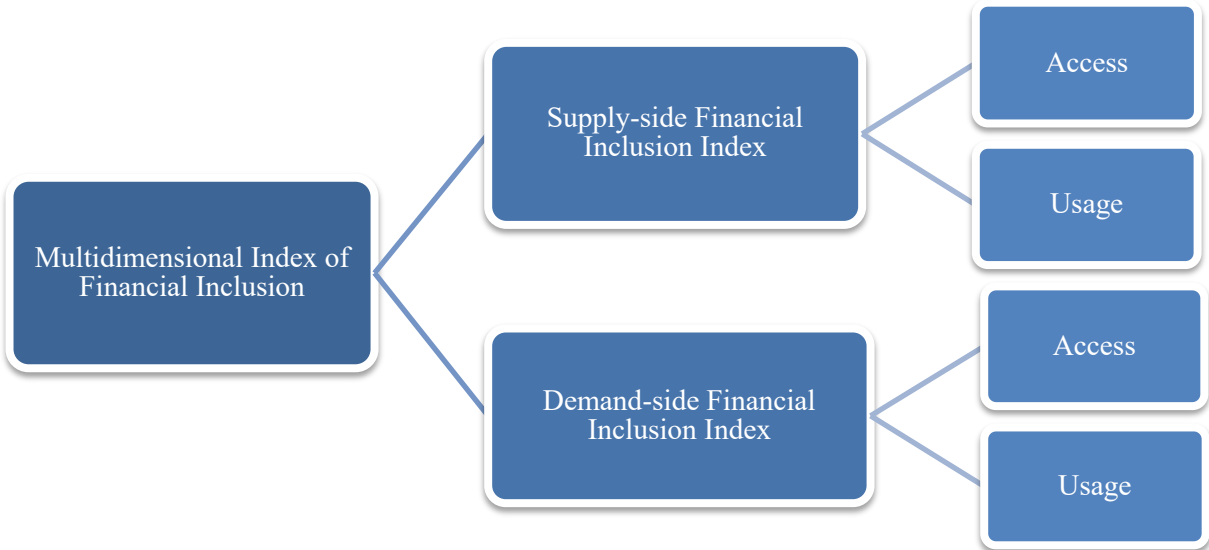 Multidimensional Index of
Financial Inclusion
Supply-side Financial
Inclusion Index
Access
Usage
Demand-side Financial
Inclusion Index
Access
Usage